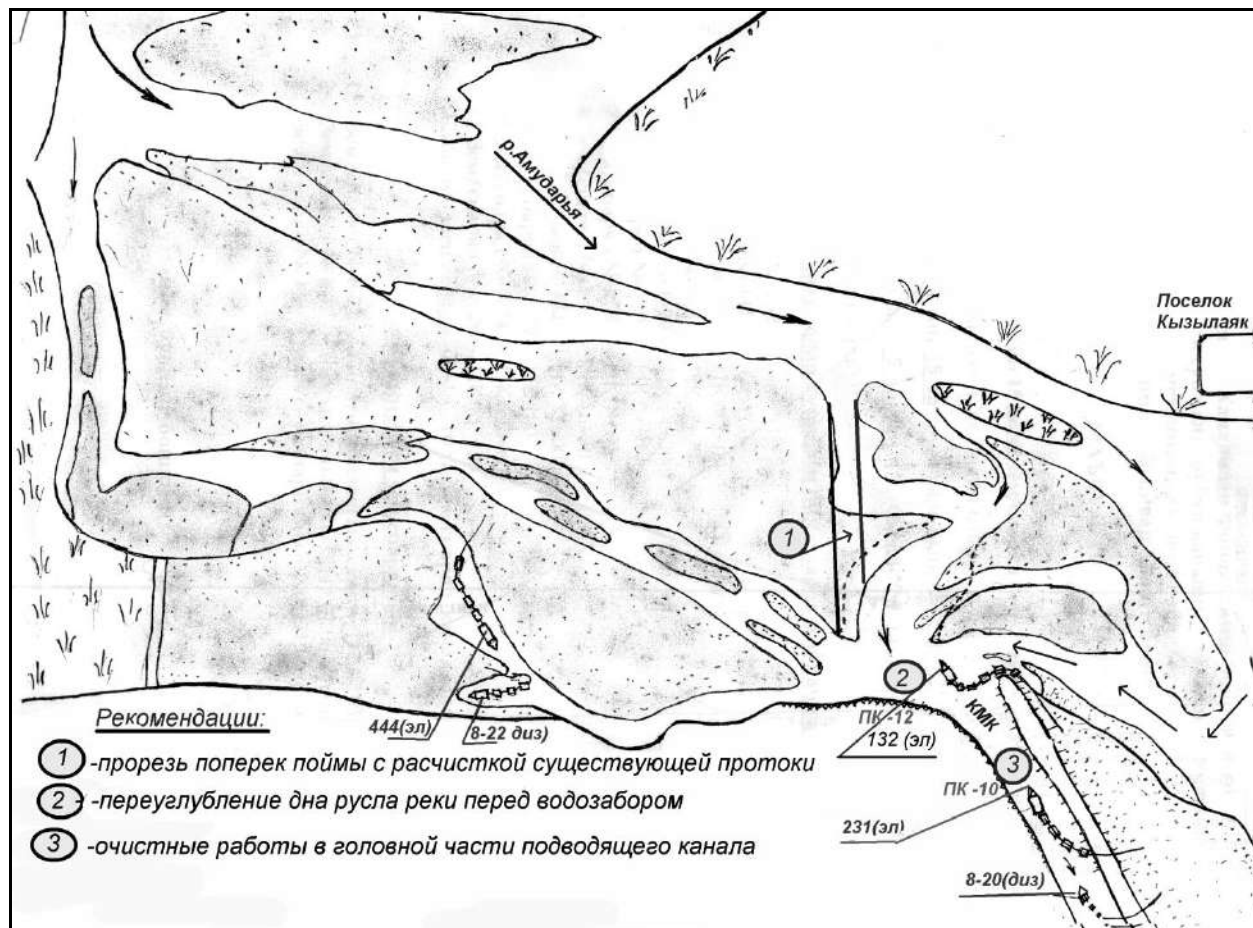 р.Амударья
Поселок
Кызылаяк
1
2
ПК -12
132 (эл)
КМК
3
ПК -10
231(эл)
8-20(диз)
444(эл)
8-22 диз)
Рекомендации:
1 -прорезь поперек поймы с расчисткой существующей протоки
2 - -переуглубление дна русла реки перед водозабором
3 -очистные работы в головной части подводящего канала